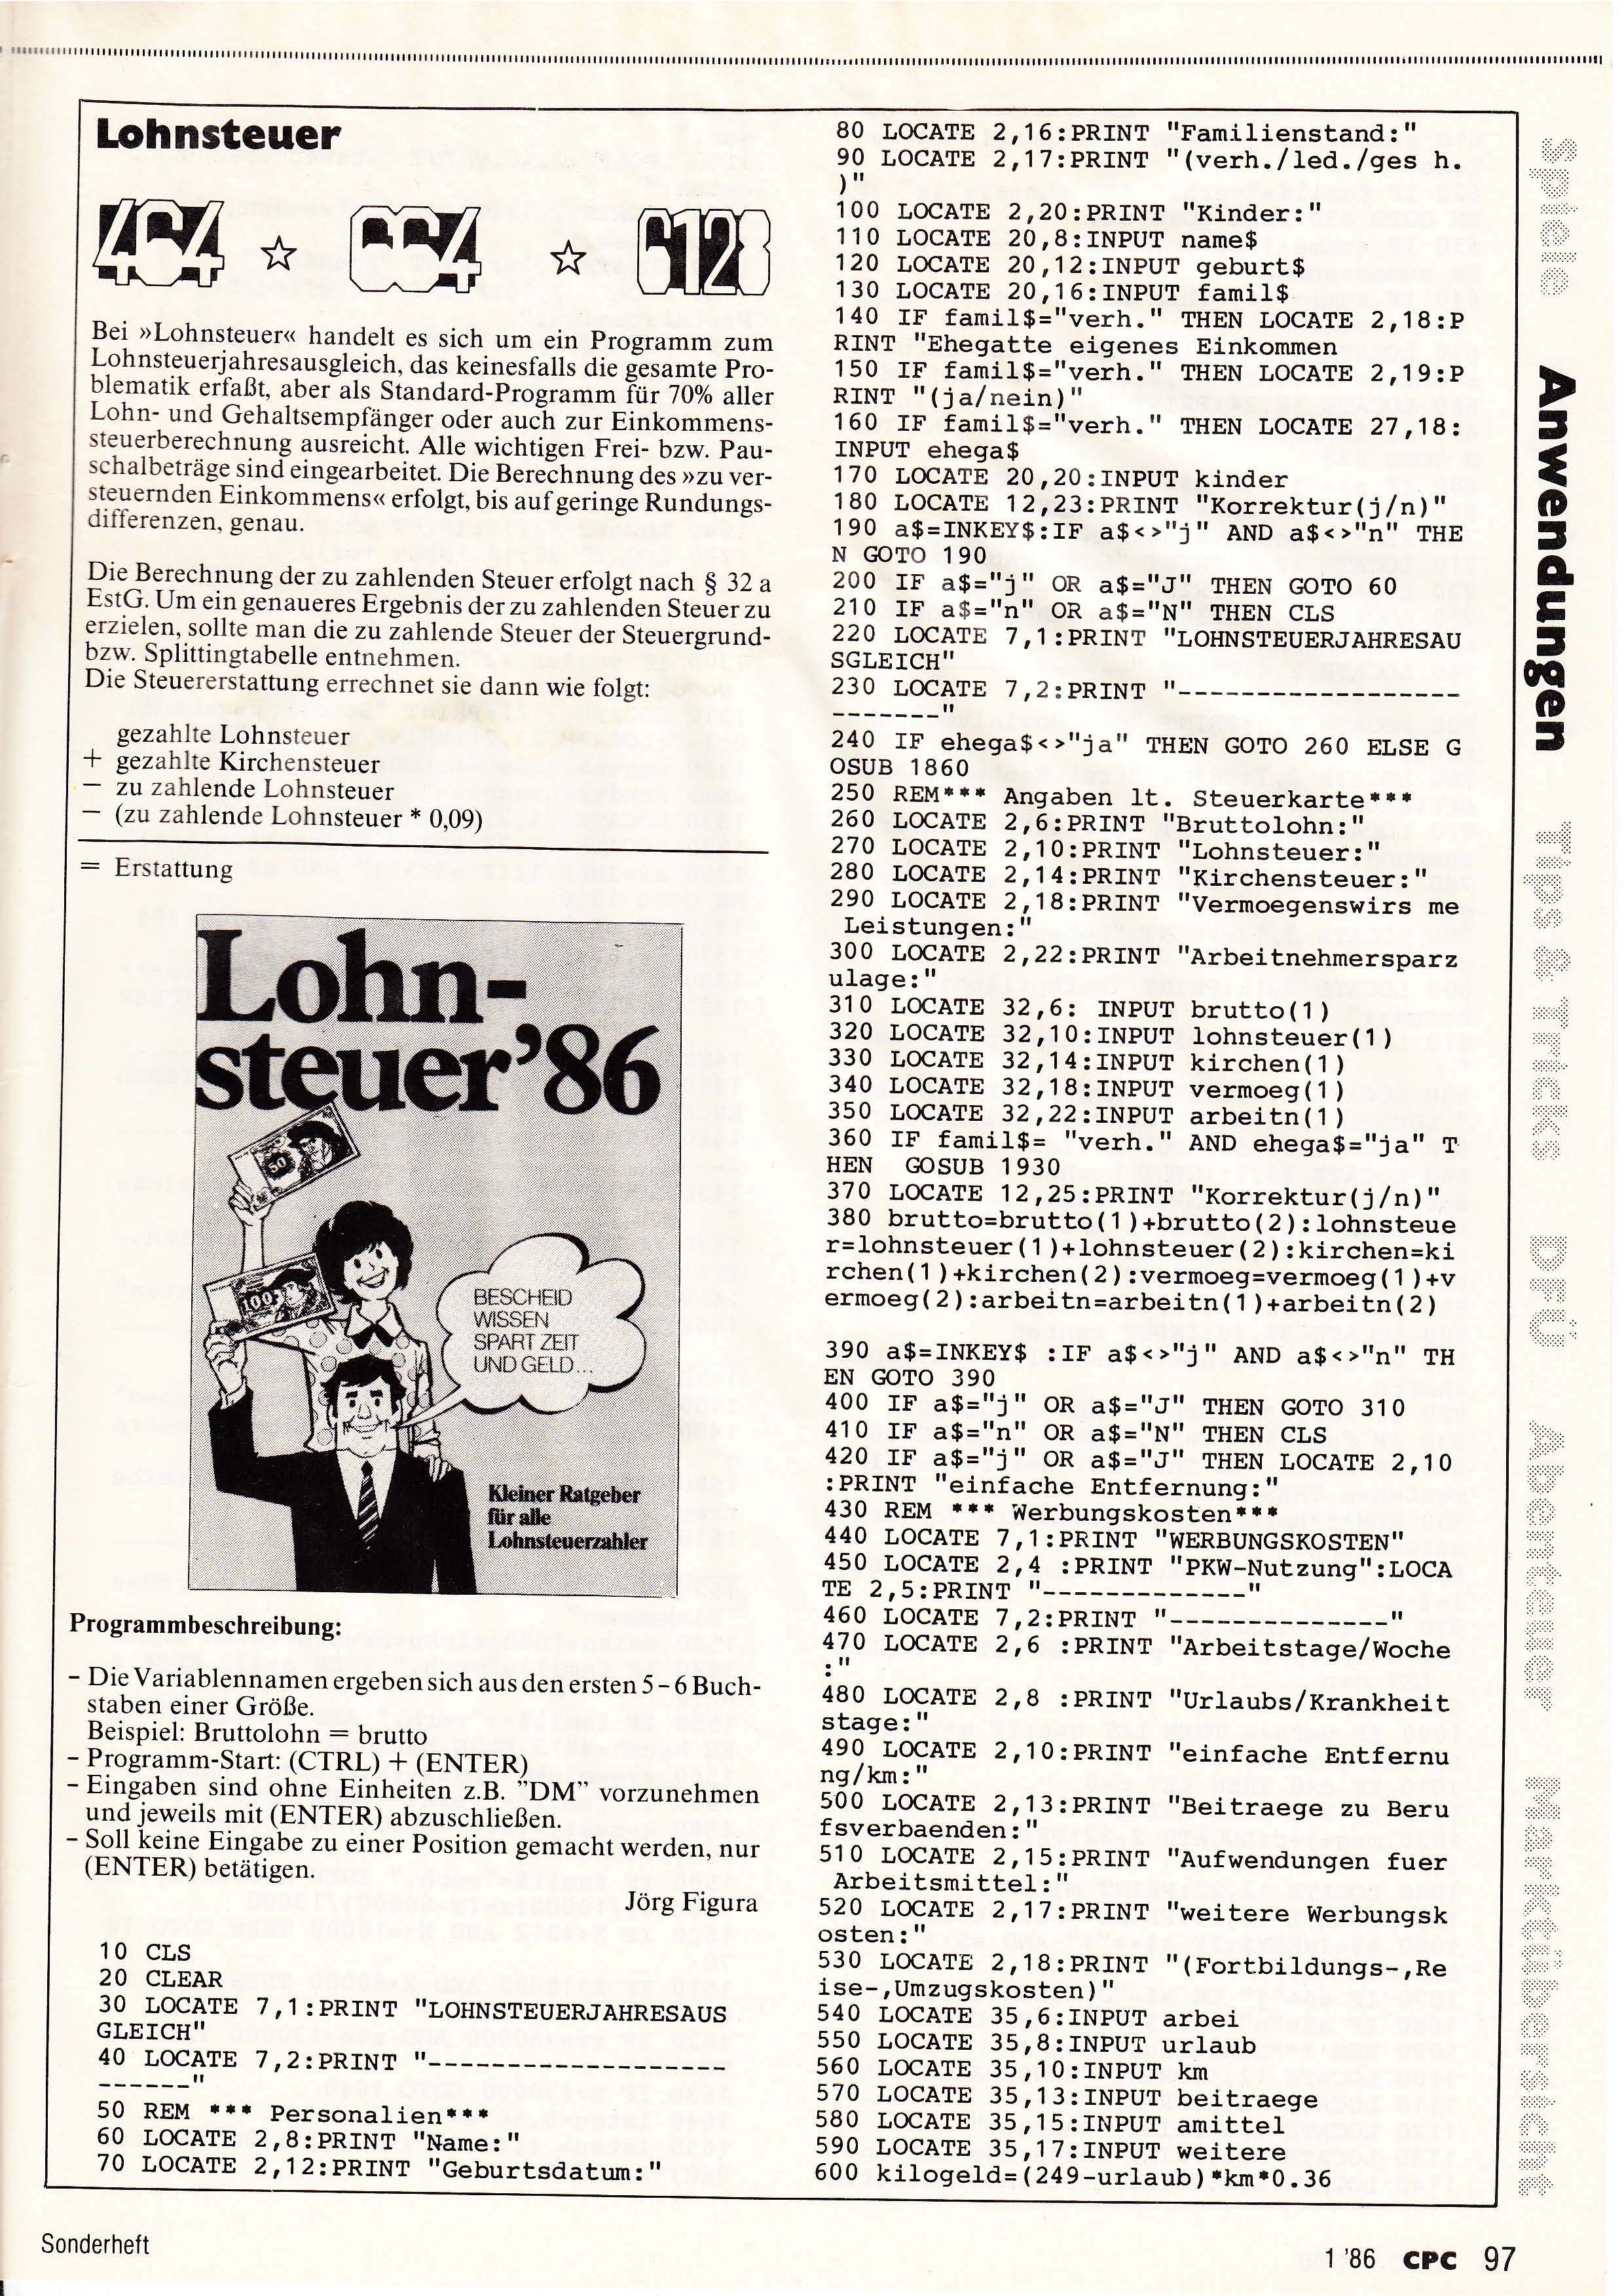 Lohnsteuer
464 ☆ 664 ☆ 6128
Bei »Lohnsteuer« handelt es sich um ein Programm zum
Lohnsteuerjahresausgleich, das keinesfalls die gesamte Pro-
blematik erfaßt, aber als Standard-Programm für 70% aller
Lohn- und Gehaltsempfänger oder auch zur Einkommens-
steuerberechnung ausreicht. Alle wichtigen Frei- bzw. Pau-
schalbeträge sind eingearbeitet. Die Berechnung des »zu ver-
steuernden Einkommens« erfolgt, bis auf geringe Rundungs-
differenzen, genau.
Die Berechnung der zu zahlenden Steuer erfolgt nach § 32 a
EstG. Um ein genaueres Ergebnis der zu zahlenden Steuer zu
erzielen, sollte man die zu zahlende Steuer der Steuergrund-
bzw. Splittingtabelle entnehmen.
Die Steuererstattung errechnet sie dann wie folgt:
gezahlte Lohnsteuer
+ gezahlte Kirchensteuer
− zu zahlende Lohnsteuer
− (zu zahlende Lohnsteuer * 0,09)
= Erstattung
Lohn-
steuer'86
50
100
BESCHEID
WISSEN
SPART ZEIT
UND GELD...
Kleiner Ratgeber
für alle
Lohnsteuerzahler
Programmbeschreibung:
- Die Variablennamen ergeben sich aus den ersten 5–6 Buch-
staben einer Größe.
Beispiel: Bruttolohn = brutto
- Programm-Start: (CTRL) + (ENTER)
- Eingaben sind ohne Einheiten z.B. "DM" vorzunehmen
und jeweils mit (ENTER) abzuschließen.
- Soll keine Eingabe zu einer Position gemacht werden, nur
(ENTER) betätigen.
Jörg Figura
10 CLS
20 CLEAR
30 LOCATE 7,1:PRINT "LOHNSTEUERJAHRESAUS
GLEICH"
40 LOCATE 7,2:PRINT "-------------------
------"
50 REM *** Personalien***
60 LOCATE 2,8:PRINT "Name:"
70 LOCATE 2,12:PRINT "Geburtsdatum:"
80 LOCATE 2,16:PRINT "Familienstand:"
90 LOCATE 2,17:PRINT "(verh./led./ges h.
)"
100 LOCATE 2,20:PRINT "Kinder:"
110 LOCATE 20,8:INPUT name$
120 LOCATE 20,12:INPUT geburt$
130 LOCATE 20,16:INPUT famil$
140 IF famil$="verh." THEN LOCATE 2,18:P
RINT "Ehegatte eigenes Einkommen
150 IF famil$="verh." THEN LOCATE 2,19:P
RINT "(ja/nein)"
160 IF famil$="verh." THEN LOCATE 27,18:
INPUT ehega$
170 LOCATE 20,20:INPUT kinder
180 LOCATE 12,23:PRINT "Korrektur(j/n)"
190 a$=INKEY$:IF a$<>"j" AND a$<>"n" THE
N GOTO 190
200 IF a$="j" OR a$="J" THEN GOTO 60
210 IF a$="n" OR a$="N" THEN CLS
220 LOCATE 7,1:PRINT "LOHNSTEUERJAHRESAU
SGLEICH"
230 LOCATE 7,2:PRINT "------------------
-------"
240 IF ehega$<>"ja" THEN GOTO 260 ELSE G
OSUB 1860
250 REM*** Angaben lt. Steuerkarte***
260 LOCATE 2,6:PRINT "Bruttolohn:"
270 LOCATE 2,10:PRINT "Lohnsteuer:"
280 LOCATE 2,14:PRINT "Kirchensteuer:"
290 LOCATE 2,18:PRINT "Vermoegenswirs me
Leistungen:"
300 LOCATE 2,22:PRINT "Arbeitnehmersparz
ulage:"
310 LOCATE 32,6: INPUT brutto(1)
320 LOCATE 32,10:INPUT lohnsteuer(1)
330 LOCATE 32,14:INPUT kirchen(1)
340 LOCATE 32,18:INPUT vermoeg(1)
350 LOCATE 32,22:INPUT arbeitn(1)
360 IF famil$= "verh." AND ehega$="ja" T
HEN  GOSUB 1930
370 LOCATE 12,25:PRINT "Korrektur(j/n)"
380 brutto=brutto(1)+brutto(2):lohnsteue
r=lohnsteuer(1)+lohnsteuer(2):kirchen=ki
rchen(1)+kirchen(2):vermoeg=vermoeg(1)+v
ermoeg(2):arbeitn=arbeitn(1)+arbeitn(2)
390 a$=INKEY$ :IF a$<>"j" AND a$<>"n" TH
EN GOTO 390
400 IF a$="j" OR a$="J" THEN GOTO 310
410 IF a$="n" OR a$="N" THEN CLS
420 IF a$="j" OR a$="J" THEN LOCATE 2,10
:PRINT "einfache Entfernung:"
430 REM *** Werbungskosten***
440 LOCATE 7,1:PRINT "WERBUNGSKOSTEN"
450 LOCATE 2,4 :PRINT "PKW-Nutzung":LOCA
TE 2,5:PRINT "-------------"
460 LOCATE 7,2:PRINT "--------------"
470 LOCATE 2,6 :PRINT "Arbeitstage/Woche
:"
480 LOCATE 2,8 :PRINT "Urlaubs/Krankheit
stage:"
490 LOCATE 2,10:PRINT "einfache Entfernu
ng/km:"
500 LOCATE 2,13:PRINT "Beitraege zu Beru
fsverbaenden:"
510 LOCATE 2,15:PRINT "Aufwendungen fuer
Arbeitsmittel:"
520 LOCATE 2,17:PRINT "weitere Werbungsk
osten:"
530 LOCATE 2,18:PRINT "(Fortbildungs-,Re
ise-,Umzugskosten)"
540 LOCATE 35,6:INPUT arbei
550 LOCATE 35,8:INPUT urlaub
560 LOCATE 35,10:INPUT km
570 LOCATE 35,13:INPUT beitraege
580 LOCATE 35,15:INPUT amittel
590 LOCATE 35,17:INPUT weitere
600 kilogeld=(249-urlaub)*km*0.36
Spiele Anwendungen Tips & Tricks DFÜ Abenteuer Marktübersicht
Sonderheft
1 '86 CPC 97